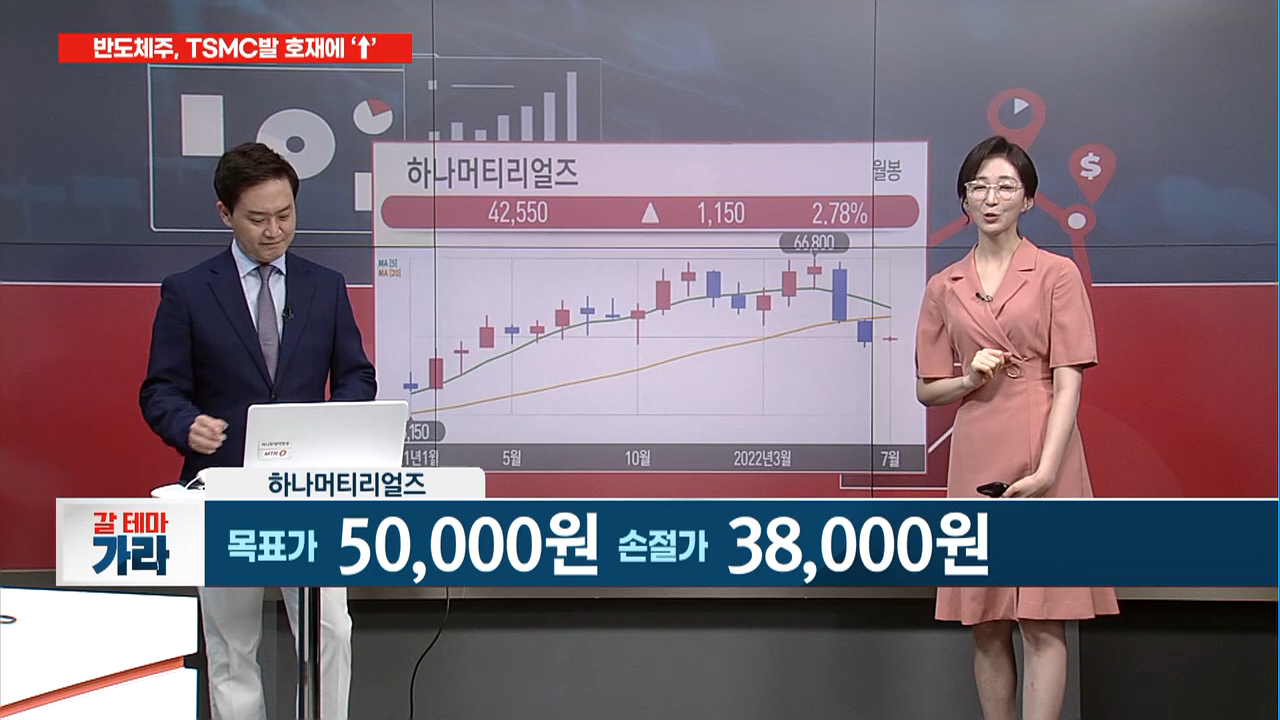 반도체주, TSMC발 호재에 '↑'
하나머티리얼즈
월봉
42,550 ▲ 1,150 2.78%
66,800
MA [5]
MA [20]
,150
1년1월 5월 10월 2022년3월 7월
MTN
하나머티리얼즈
갈 테마
가라
목표가 50,000원 손절가 38,000원
$